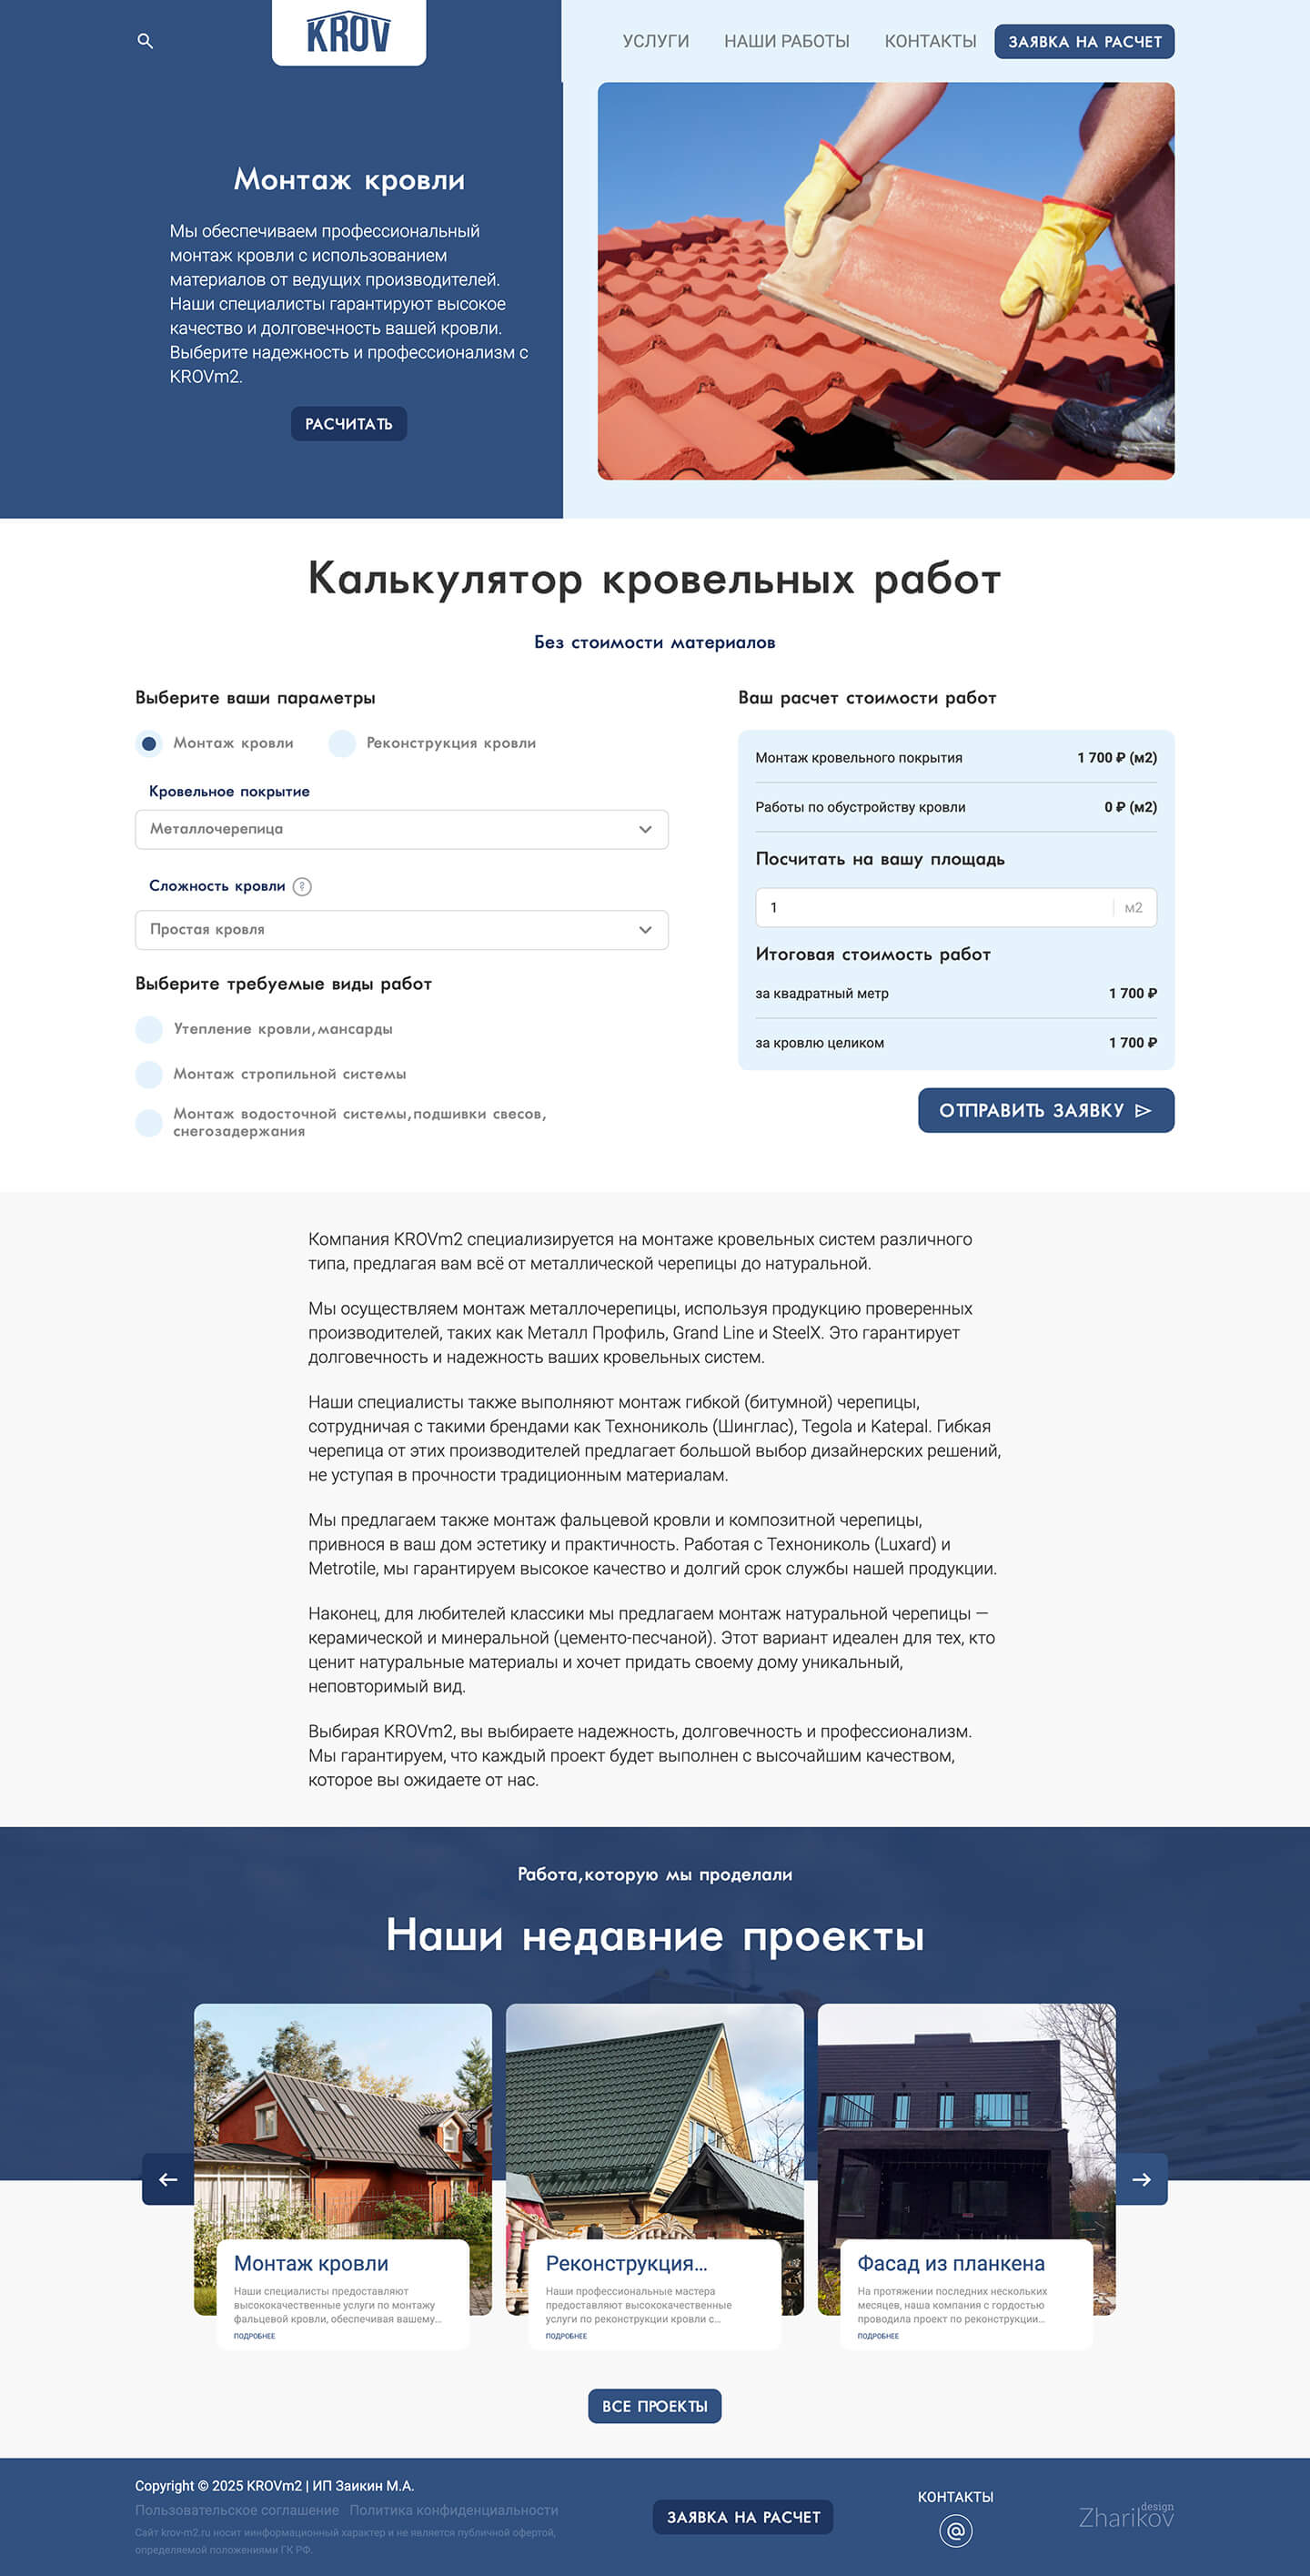 KROV
УСЛУГИ НАШИ РАБОТЫ КОНТАКТЫ ЗАЯВКА НА РАСЧЕТ
Монтаж кровли
Мы обеспечиваем профессиональный
монтаж кровли с использованием
материалов от ведущих производителей.
Наши специалисты гарантируют высокое
качество и долговечность вашей кровли.
Выберите надежность и профессионализм с
KROVm2.
РАСЧИТАТЬ
Калькулятор кровельных работ
Без стоимости материалов
Выберите ваши параметры
Монтаж кровли Реконструкция кровли
Кровельное покрытие
Металлочерепица
Сложность кровли ?
Простая кровля
Выберите требуемые виды работ
Утепление кровли,мансарды
Монтаж стропильной системы
Монтаж водосточной системы,подшивки свесов,
снегозадержания
Ваш расчет стоимости работ
Монтаж кровельного покрытия 1 700 ₽ (м2)
Работы по обустройству кровли 0 ₽ (м2)
Посчитать на вашу площадь
1 м2
Итоговая стоимость работ
за квадратный метр 1 700 ₽
за кровлю целиком 1 700 ₽
ОТПРАВИТЬ ЗАЯВКУ
Компания KROVm2 специализируется на монтаже кровельных систем различного
типа, предлагая вам всё от металлической черепицы до натуральной.
Мы осуществляем монтаж металлочерепицы, используя продукцию проверенных
производителей, таких как Металл Профиль, Grand Line и SteelX. Это гарантирует
долговечность и надежность ваших кровельных систем.
Наши специалисты также выполняют монтаж гибкой (битумной) черепицы,
сотрудничая с такими брендами как Технониколь (Шинглас), Tegola и Katepal. Гибкая
черепица от этих производителей предлагает большой выбор дизайнерских решений,
не уступая в прочности традиционным материалам.
Мы предлагаем также монтаж фальцевой кровли и композитной черепицы,
привнося в ваш дом эстетику и практичность. Работая с Технониколь (Luxard) и
Metrotile, мы гарантируем высокое качество и долгий срок службы нашей продукции.
Наконец, для любителей классики мы предлагаем монтаж натуральной черепицы —
керамической и минеральной (цементо-песчаной). Этот вариант идеален для тех, кто
ценит натуральные материалы и хочет придать своему дому уникальный,
неповторимый вид.
Выбирая KROVm2, вы выбираете надежность, долговечность и профессионализм.
Мы гарантируем, что каждый проект будет выполнен с высочайшим качеством,
которое вы ожидаете от нас.
Работа,которую мы проделали
Наши недавние проекты
Монтаж кровли
Наши специалисты предоставляют
высококачественные услуги по монтажу
фальцевой кровли, обеспечивая вашему...
ПОДРОБНЕЕ
Реконструкция...
Наши профессиональные мастера
предоставляют высококачественные
услуги по реконструкции кровли с...
ПОДРОБНЕЕ
Фасад из планкена
На протяжении последних нескольких
месяцев, наша компания с гордостью
проводила проект по реконструкции...
ПОДРОБНЕЕ
ВСЕ ПРОЕКТЫ
Copyright © 2025 KROVm2 | ИП Заикин М.А.
Пользовательское соглашение Политика конфиденциальности
Сайт krov-m2.ru носит иинформационный характер и не является публичной офертой,
определяемой положениями ГК РФ.
ЗАЯВКА НА РАСЧЕТ
КОНТАКТЫ
@
design
Zharikov